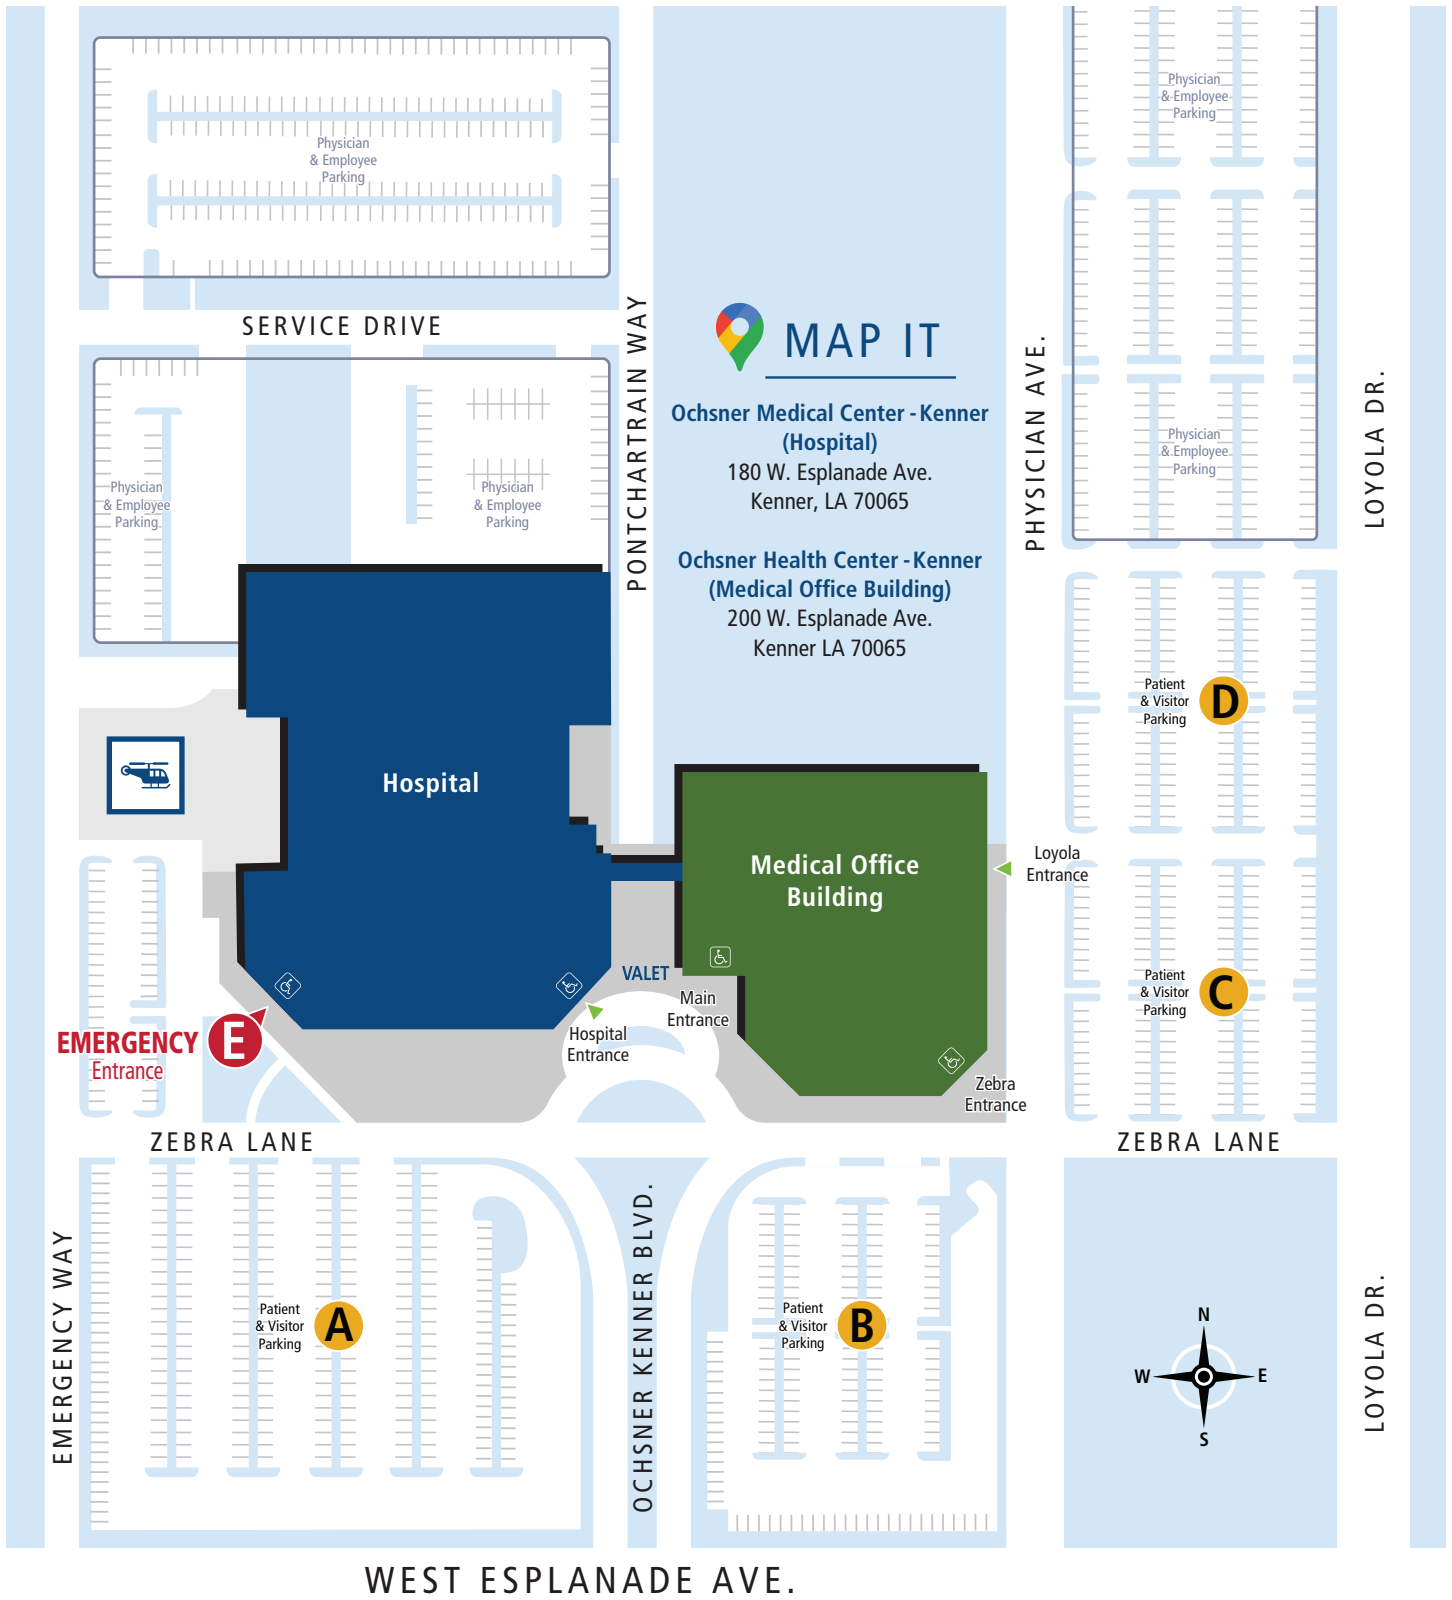 Physician
& Employee
Parking
Physician
& Employee
Parking
SERVICE DRIVE
PONTCHARTRAIN WAY
MAP IT
Ochsner Medical Center - Kenner
(Hospital)
180 W. Esplanade Ave.
Kenner, LA 70065
Ochsner Health Center - Kenner
(Medical Office Building)
200 W. Esplanade Ave.
Kenner LA 70065
PHYSICIAN AVE.
LOYOLA DR.
Physician
& Employee
Parking
Physician
& Employee
Parking
Physician
& Employee
Parking
Patient
& Visitor
Parking
D
Hospital
Medical Office
Building
Loyola
Entrance
VALET
Main
Entrance
Patient
& Visitor
Parking
C
EMERGENCY
Entrance
E
Hospital
Entrance
Zebra
Entrance
ZEBRA LANE
ZEBRA LANE
EMERGENCY WAY
Patient
& Visitor
Parking
A
OCHSNER KENNER BLVD.
Patient
& Visitor
Parking
B
N
W
E
S
LOYOLA DR.
WEST ESPLANADE AVE.